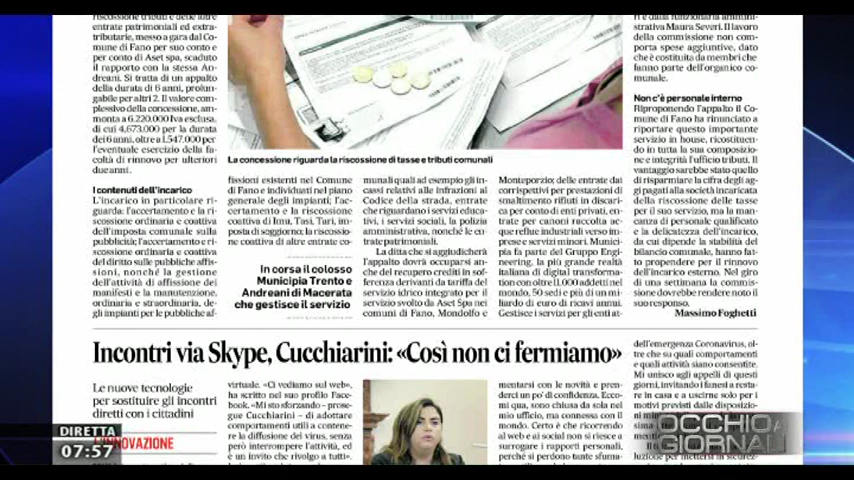 riscossione tributi e delle altre
entrate patrimoniali ed extra-
tributarie, messo a gara dal Co-
mune di Fano per suo conto e
per conto di Aset spa, scaduto
il rapporto con la stessa An-
dreani. Si tratta di un appalto
della durata di 6 anni, prolun-
gabile per altri 2. Il valore com-
plessivo della concessione, am-
monta a 6.220.000 Iva esclusa,
di cui 4.673.000 per la durata
dei 6 anni, oltre a 1.547.000 per
l'eventuale esercizio della fa-
coltà di rinnovo per ulteriori
due anni.
I contenuti dell'incarico
L'incarico in particolare ri-
guarda: l'accertamento e la ri-
scossione ordinaria e coattiva
dell'imposta comunale sulla
pubblicità; l'accertamento e ri-
scossione ordinaria e coattiva
del diritto sulle pubbliche affis-
sioni, nonché la gestione
dell'attività di affissione dei
manifesti e la manutenzione,
ordinaria e straordinaria, de-
gli impianti per le pubbliche af-
La concessione riguarda la riscossione di tasse e tributi comunali
fissioni esistenti nel Comune
di Fano e individuati nel piano
generale degli impianti; l'ac-
certamento e la riscossione
coattiva di Imu, Tasi, Tari, im-
posta di soggiorno; la riscossio-
ne coattiva di altre entrate co-
In corsa il colosso
Municipia Trento e
Andreani di Macerata
che gestisce il servizio
munali quali ad esempio gli in-
cassi relativi alle infrazioni al
Codice della strada, entrate
che riguardano i servizi educa-
tivi, i servizi sociali, la polizia
amministrativa, nonché le en-
trate patrimoniali.
La ditta che si aggiudicherà
l'appalto dovrà occuparsi an-
che del recupero crediti in sof-
ferenza derivanti da tariffa del
servizio idrico integrato per il
servizio svolto da Aset Spa nei
comuni di Fano, Mondolfo e
Monteporzio; delle entrate dai
corrispettivi per prestazioni di
smaltimento rifiuti in discari-
ca per conto di enti privati, en-
trate per canoni raccolta ac-
que reflue industriali verso im-
prese e servizi minori. Munici-
pia fa parte del Gruppo Engi-
neering, la più grande realtà
italiana di digital transforma-
tion con oltre 11.000 addetti nel
mondo, 50 sedi e più di un mi-
liardo di euro di ricavi annui.
Gestisce i servizi per gli enti at-
ri e dalla funzionaria amministrativa
Maura Severi. Il lavoro
della commissione non com-
porta spese aggiuntive, dato
che è costituita da membri che
fanno parte dell'organico co-
munale.
Non c'è personale interno
Riproponendo l'appalto il Co-
mune di Fano ha rinunciato a
riportare questo importante
servizio in house, ricostituen-
do in tutta la sua composizio-
ne e integrità l'ufficio tributi. Il
vantaggio sarebbe stato quello
di risparmiare la cifra degli ag-
gi pagati alla società incaricata
della riscossione delle tasse
per il suo servizio, ma la man-
canza di personale qualificato
e la delicatezza dell'incarico,
da cui dipende la stabilità del
bilancio comunale, hanno fat-
to propendere per il rinnovo
dell'incarico esterno. Nel giro
di una settimana la commissio-
ne dovrebbe rendere noto il
suo responso.
Massimo Foghetti
Incontri via Skype, Cucchiarini: «Così non ci fermiamo»
Le nuove tecnologie
per sostituire gli incontri
diretti con i cittadini
L'INNOVAZIONE
virtuale. «Ci vediamo sul web»,
ha scritto nel suo profilo Face-
book. «Mi sto sforzando – prose-
gue Cucchiarini – di adottare
comportamenti utili a contene-
re la diffusione del virus, senza
però interrompere l'attività, ed
è un invito che rivolgo a tutti».
mentarsi con le novità e prender-
ci un po' di confidenza. Ecco-
mi qua, sono chiusa da sola nel
mio ufficio, ma connessa con il
mondo. Certo è che ricorrendo
al web e ai social non si riesce a
surrogare i rapporti personali,
perché si perdono tante sfuma-
dell'emergenza Coronavirus, ol-
tre che su quali comportamenti
e quali attività siano consentite.
Mi unisco agli appelli di questi
giorni, invitando i fanesi a resta-
re in casa e a uscirne solo per
motivi previsti dalle disposizio-
DIRETTA
07:57
OCCHIO
GIORNALI